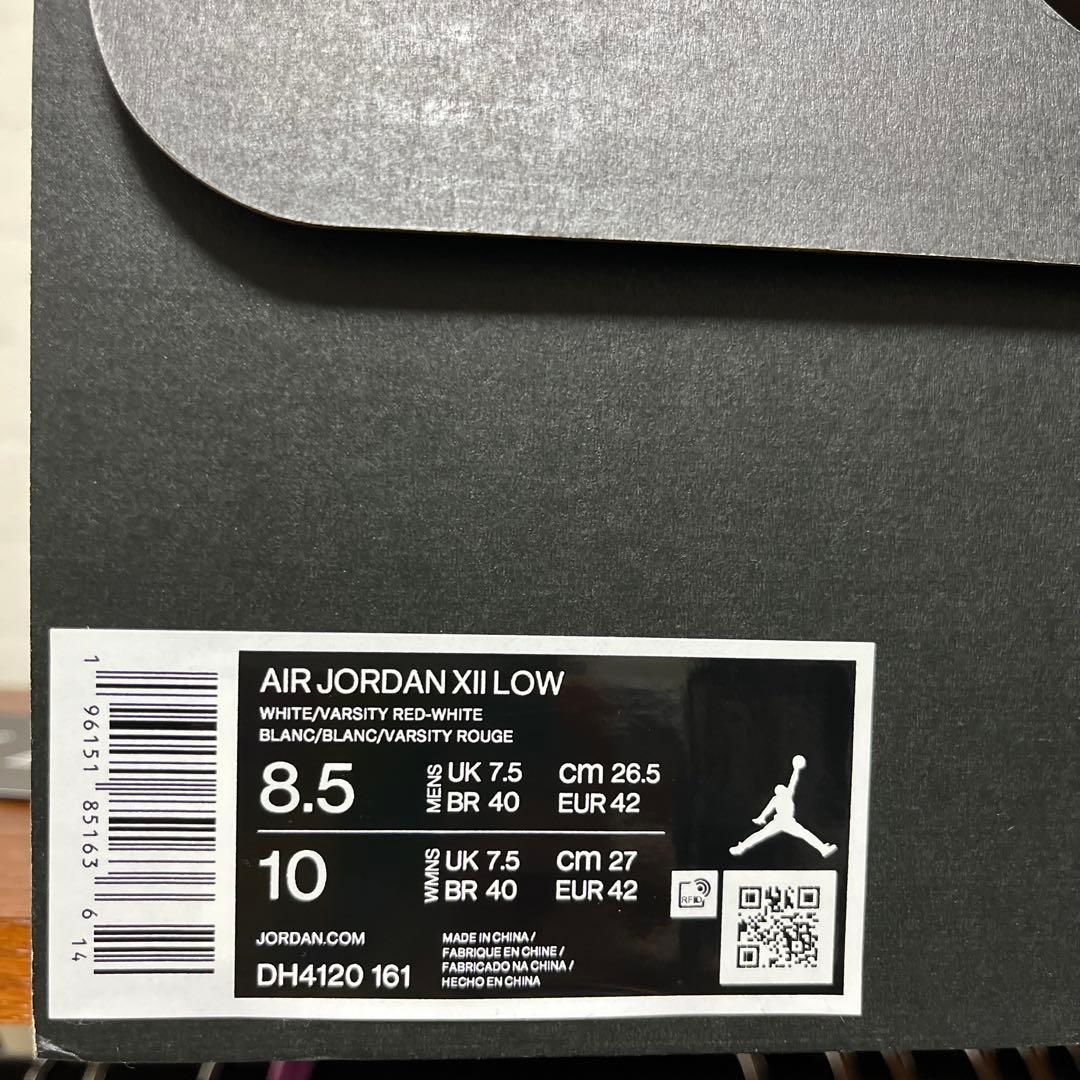 AIR JORDAN XII LOW
WHITE/VARSITY RED-WHITE
BLANC/BLANC/VARSITY ROUGE
8.5 MENS UK 7.5 cm 26.5
BR 40 EUR 42
10 WMNS UK 7.5 cm 27
BR 40 EUR 42
RFID
JORDAN.COM
DH4120 161
MADE IN CHINA /
FABRIQUE EN CHINE /
FABRICADO NA CHINA /
HECHO EN CHINA
1 96151 85163 6 14